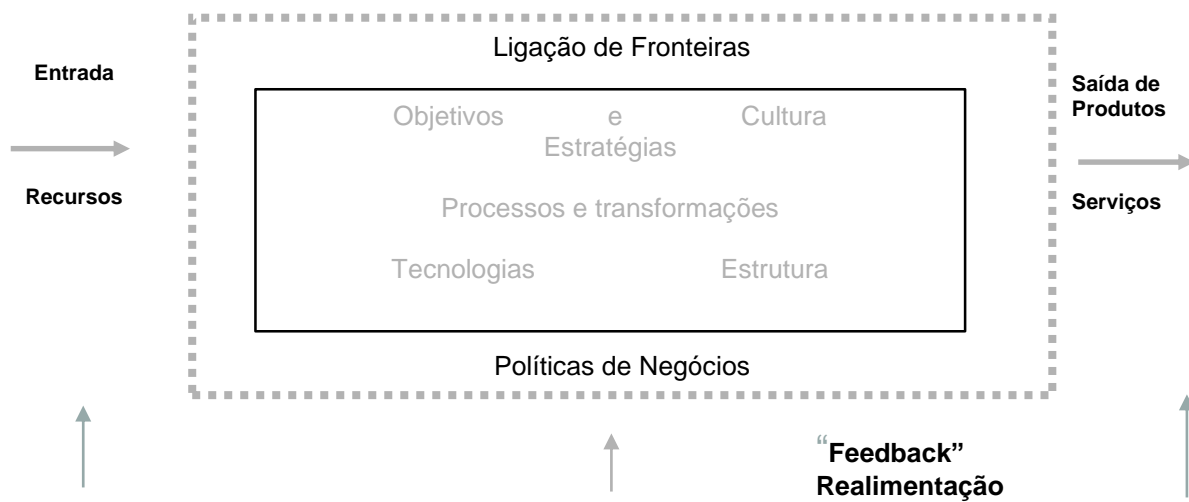 Ligação de Fronteiras
Entrada
Recursos
Objetivos e Cultura
Estratégias
Processos e transformações
Tecnologias Estrutura
Políticas de Negócios
Saída de
Produtos
Serviços
“Feedback”
Realimentação